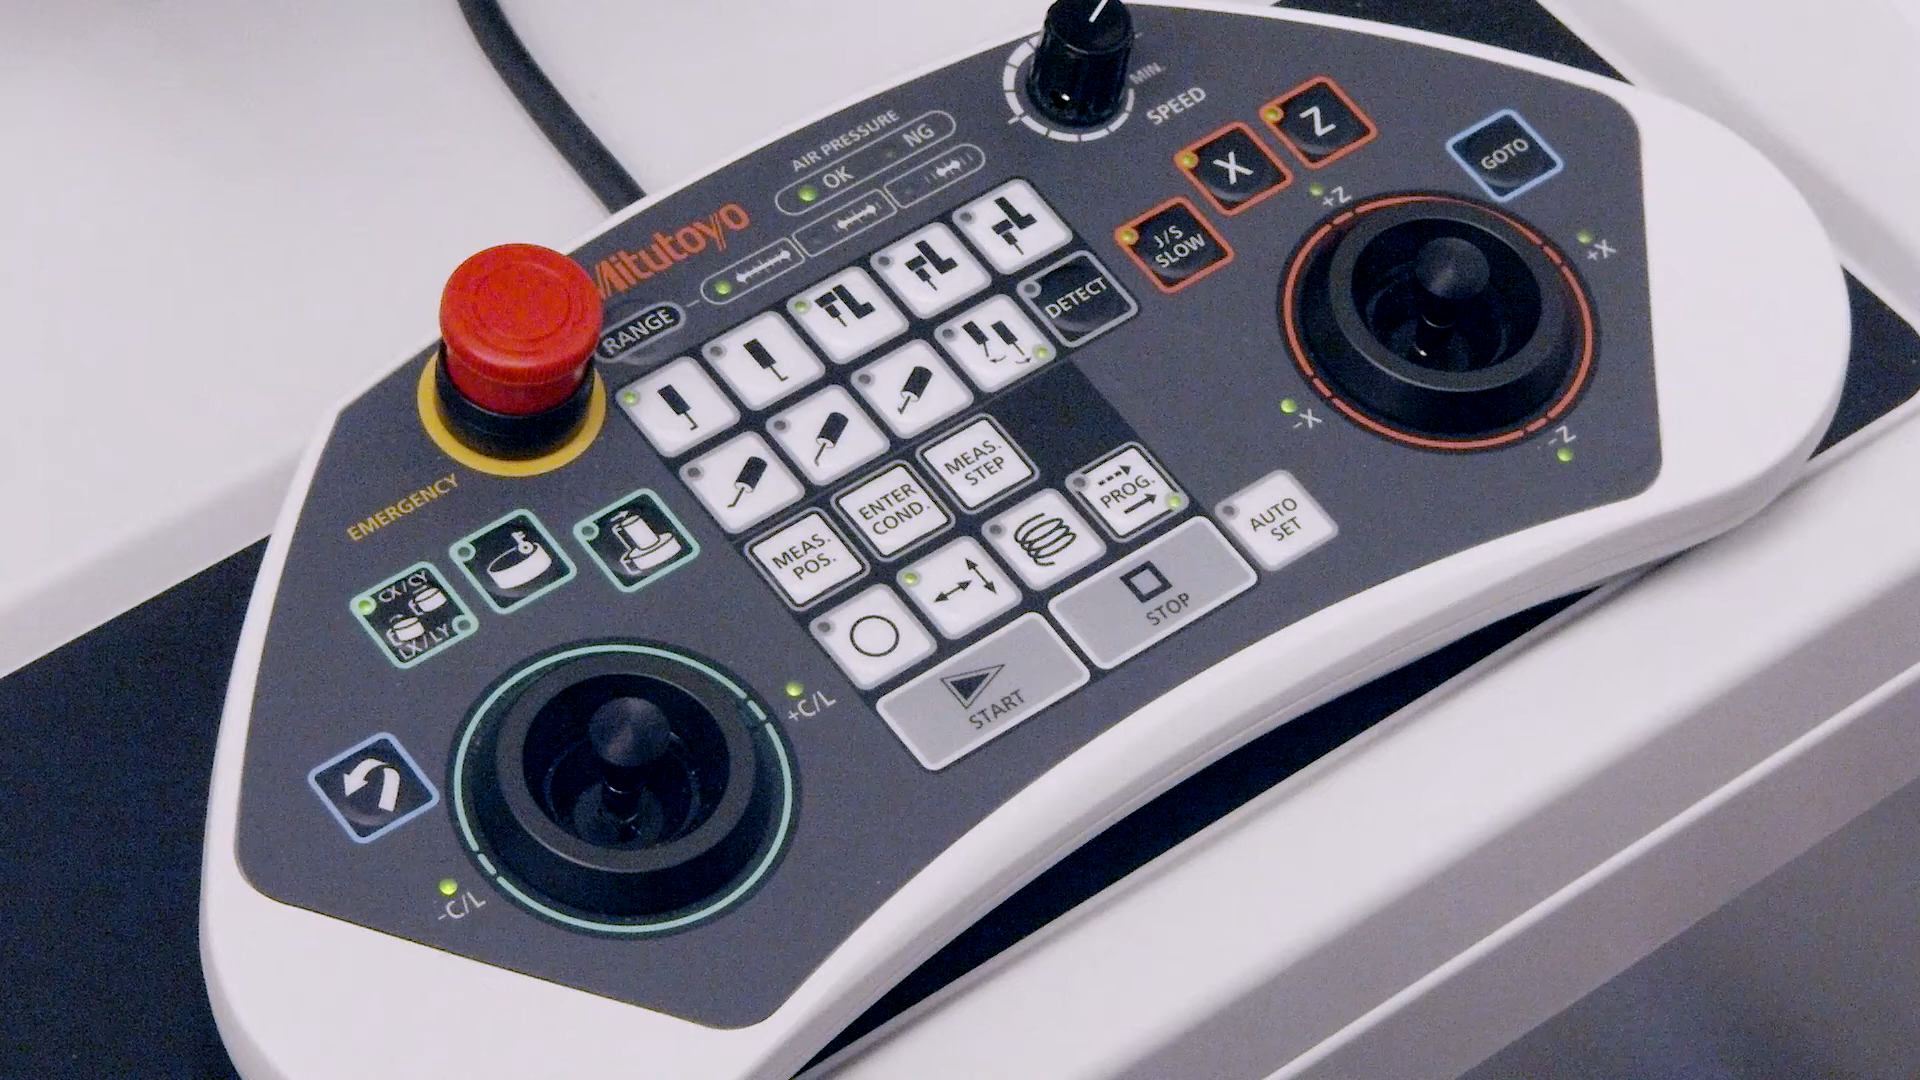 MIN.
SPEED
AIR PRESSURE
OK
NG
Mitutoyo
RANGE
Z
X
J/S
SLOW
GOTO
+Z
+X
-X
-Z
DETECT
EMERGENCY
MEAS.
STEP
ENTER
COND.
MEAS.
POS.
PROG.
AUTO
SET
STOP
START
CX/CY
LX/LY
+C/L
-C/L